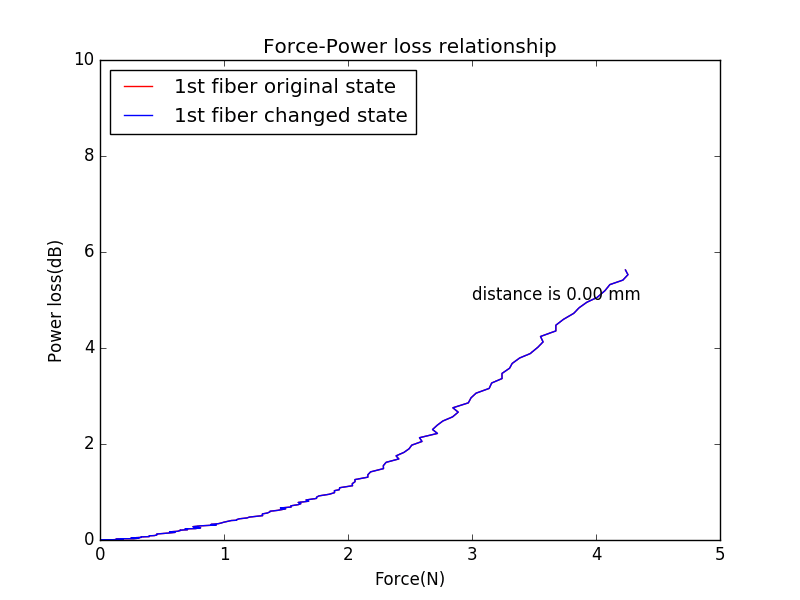 Force-Power loss relationship
10
1st fiber original state
1st fiber changed state
8
6
distance is 0.00 mm
Power loss(dB)
4
2
0
0 1 2 3 4 5
Force(N)